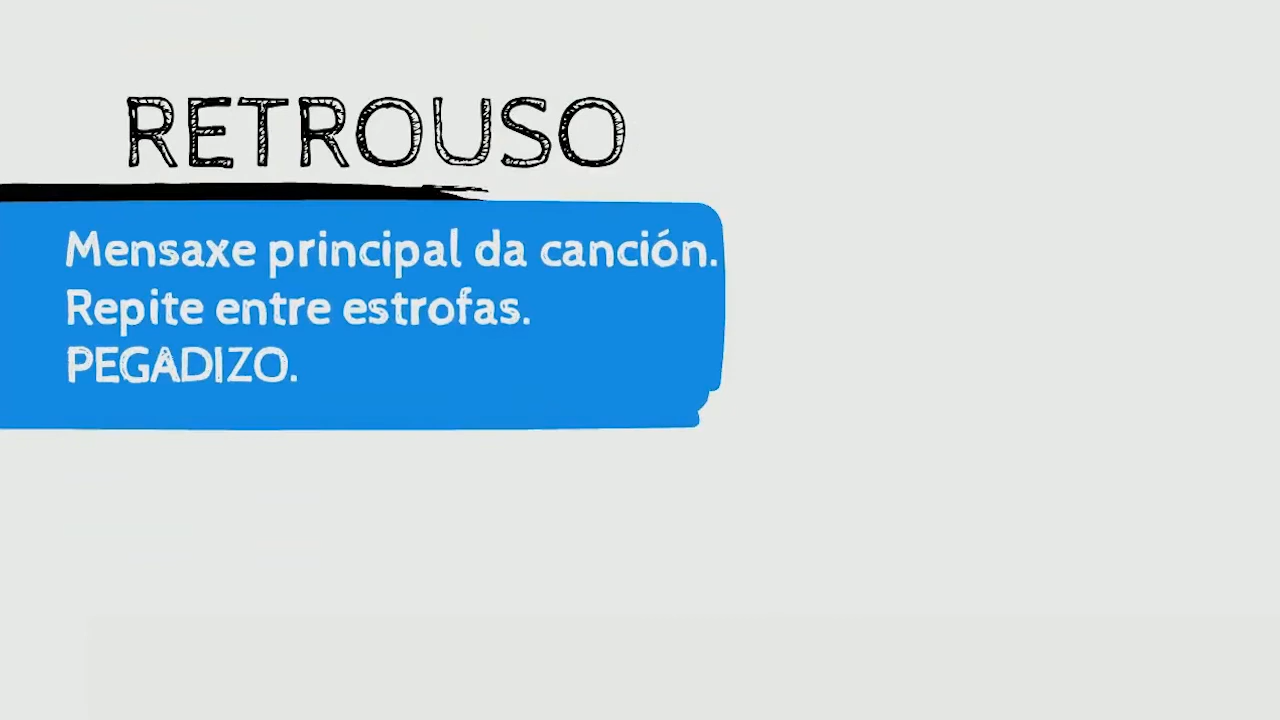 RETROUSO
Mensaxe principal da canción.
Repite entre estrofas.
PEGADIZO.